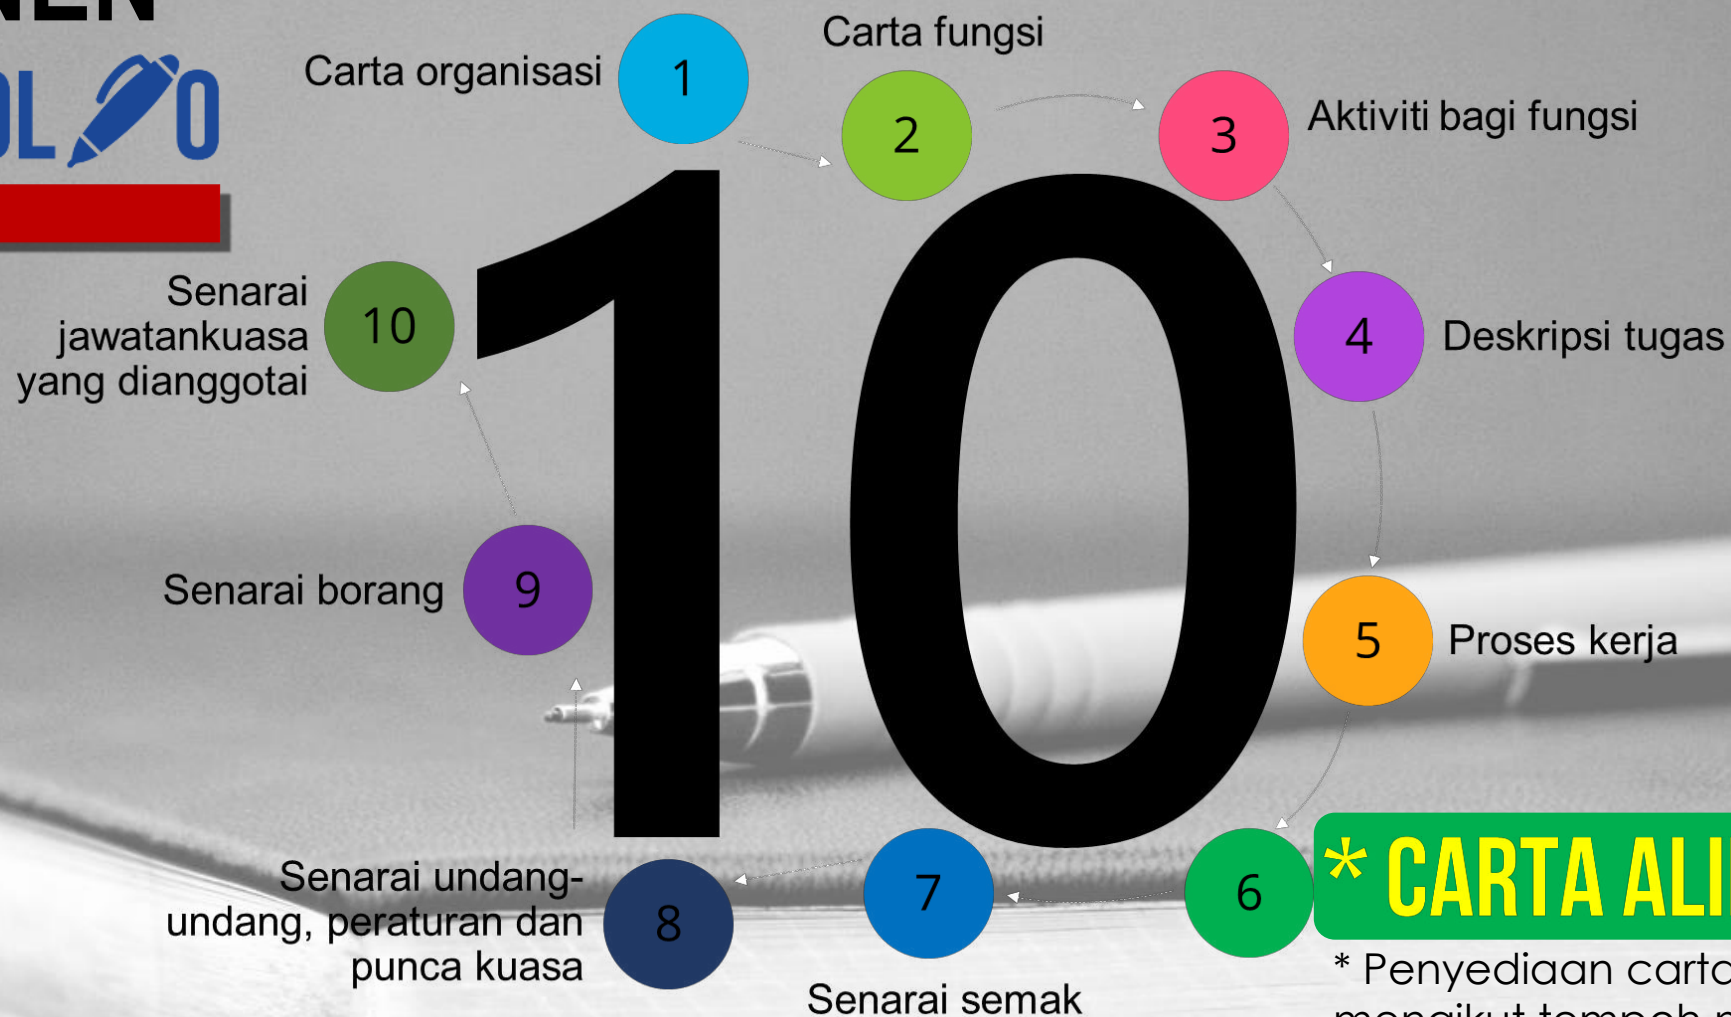 Carta organisasi
1
Carta fungsi
2
3
Aktiviti bagi fungsi
4
Deskripsi tugas
5
Proses kerja
6
* CARTA ALI
* Penyediaan carta
7
Senarai semak
8
Senarai undang-
undang, peraturan dan
punca kuasa
9
Senarai borang
10
Senarai
jawatankuasa
yang dianggotai
10